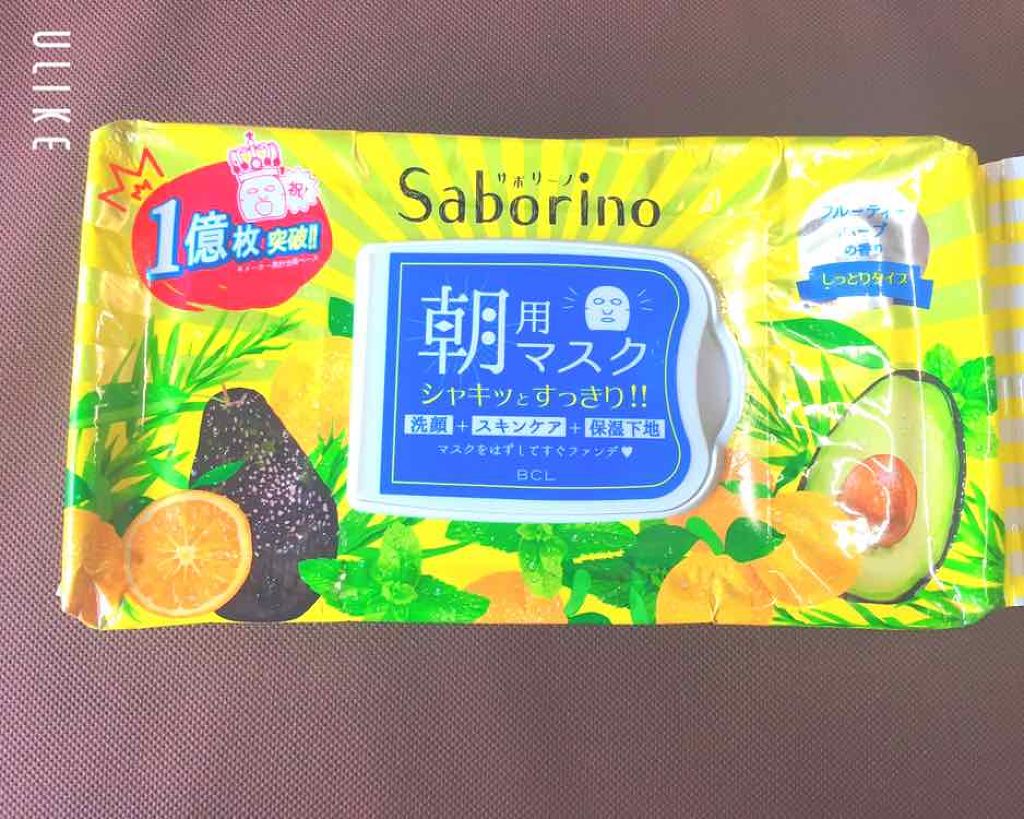 ULIKE
祝!
1億枚突破!!
サボリーノ
Saborino
フルーティー
ハーブ
の香り
しっとりタイプ
朝用
マスク
シャキッとすっきり!!
洗顔+スキンケア+保湿下地
マスクをはずしてすぐファンデ♥
BCL